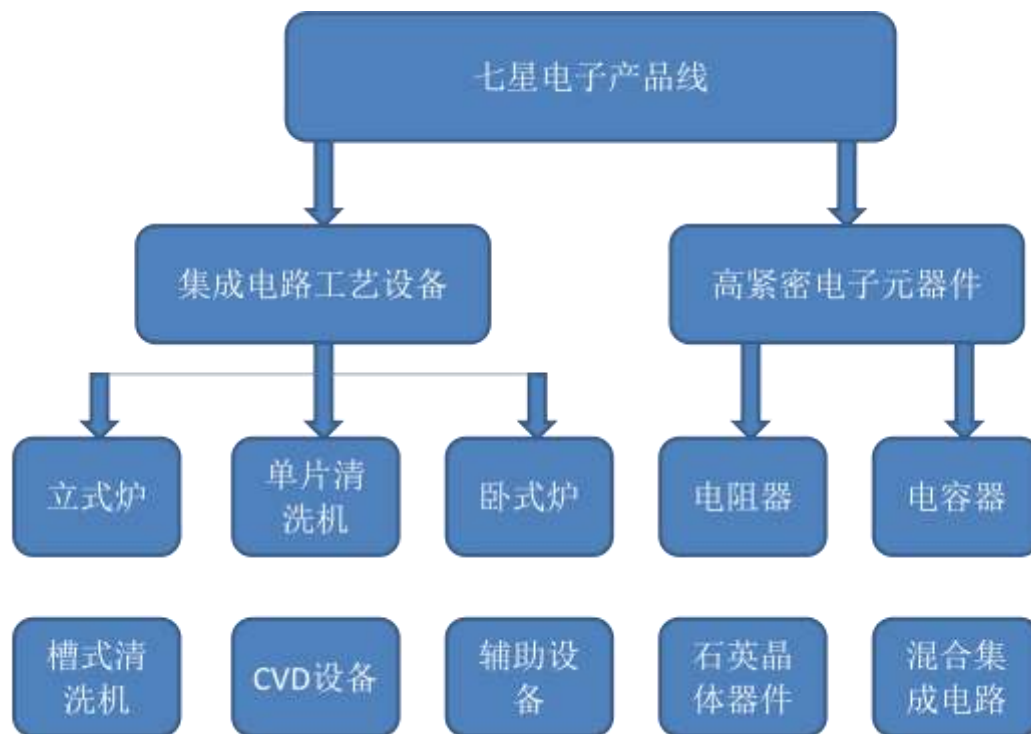 七星电子产品线
集成电路工艺设备
高紧密电子元器件
立式炉
单片清
洗机
卧式炉
电阻器
电容器
槽式清
洗机
CVD设备
辅助设
备
石英晶
体器件
混合集
成电路